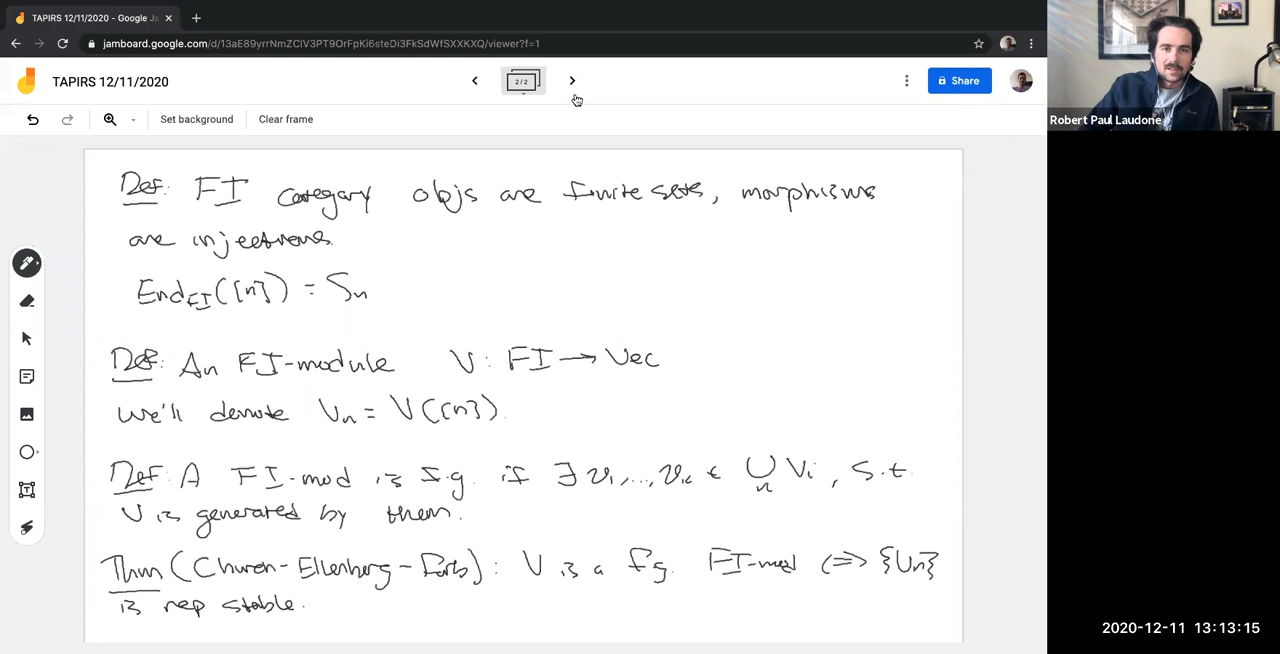 TAPIRS 12/11/2020 - Google Ja
jamboard.google.com/d/13aE89yrrNmZClV3PT9OrFpKi6steDi3FkSdWfSXXKXQ/viewer?f=1
TAPIRS 12/11/2020
2/2
Share
Set background
Clear frame
Robert Paul Laudone
Def: FI category objs are finite sets, morphisms
are injections.
End_FI([n]) = S_n
Def: An FI-module V: FI → Vec
We'll denote V_n = V([n]).
Def: A FI-mod is f.g. if ∃ v_1,...,v_k ∈ ⋃_n V_i, s.t.
V is generated by them.
Thm (Church-Ellenberg-Farb): V is a f.g. FI-mod <=> {V_n}
is rep stable.
2020-12-11 13:13:15